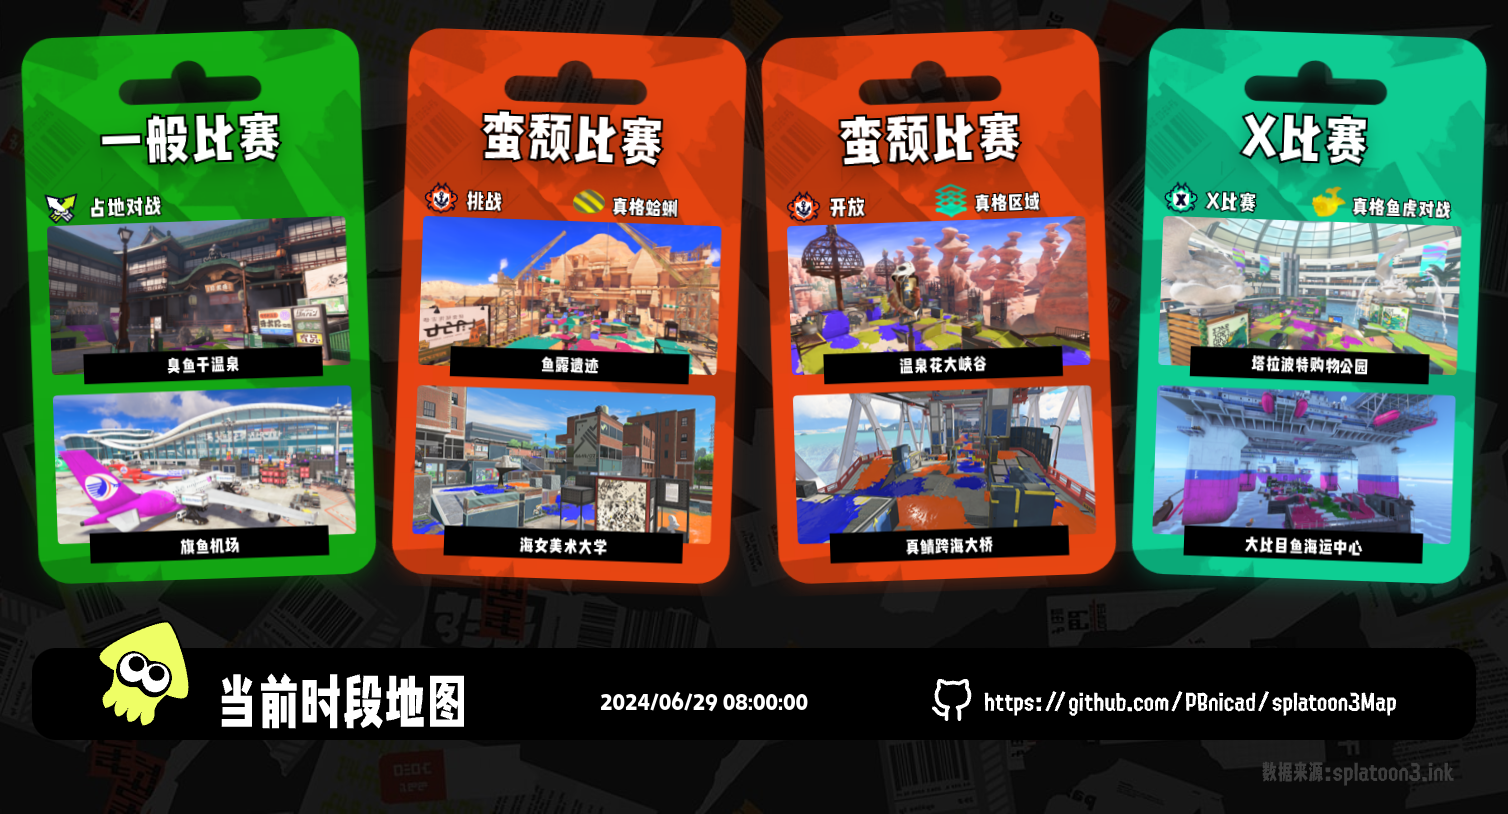 一般比赛
占地对战
臭鱼干温泉
旗鱼机场
蛮颓比赛
挑战
真格蛤蜊
鱼露遗迹
海女美术大学
蛮颓比赛
开放
真格区域
温泉花大峡谷
真鲭跨海大桥
X比赛
X比赛
真格鱼虎对战
塔拉波特购物公园
大比目鱼海运中心
当前时段地图
2024/06/29 08:00:00
https://github.com/PBnicad/splatoon3Map
数据来源:splatoon3.ink